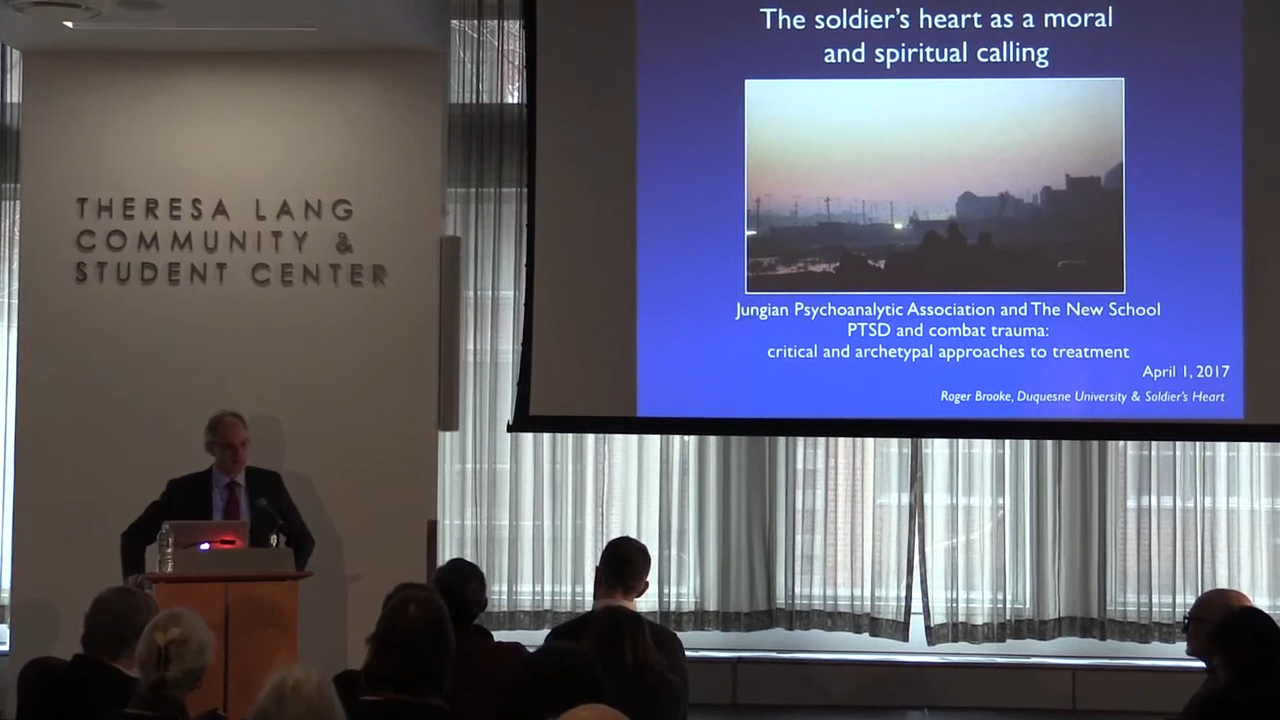 THERESA LANG
COMMUNITY &
STUDENT CENTER
The soldier's heart as a moral
and spiritual calling
Jungian Psychoanalytic Association and The New School
PTSD and combat trauma:
critical and archetypal approaches to treatment
April 1, 2017
Roger Brooke, Duquesne University & Soldier's Heart